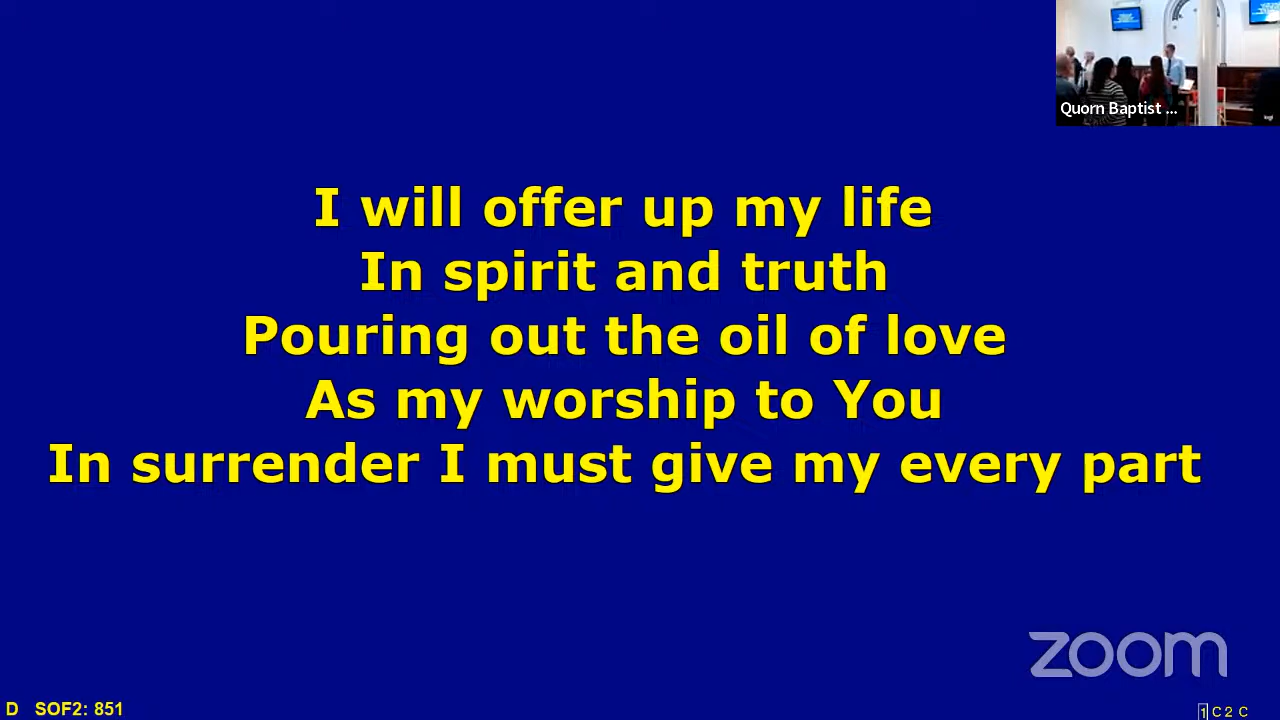 Quorn Baptist ...
I will offer up my life
In spirit and truth
Pouring out the oil of love
As my worship to You
In surrender I must give my every part
zoom
D SOF2: 851
1 C 2 C